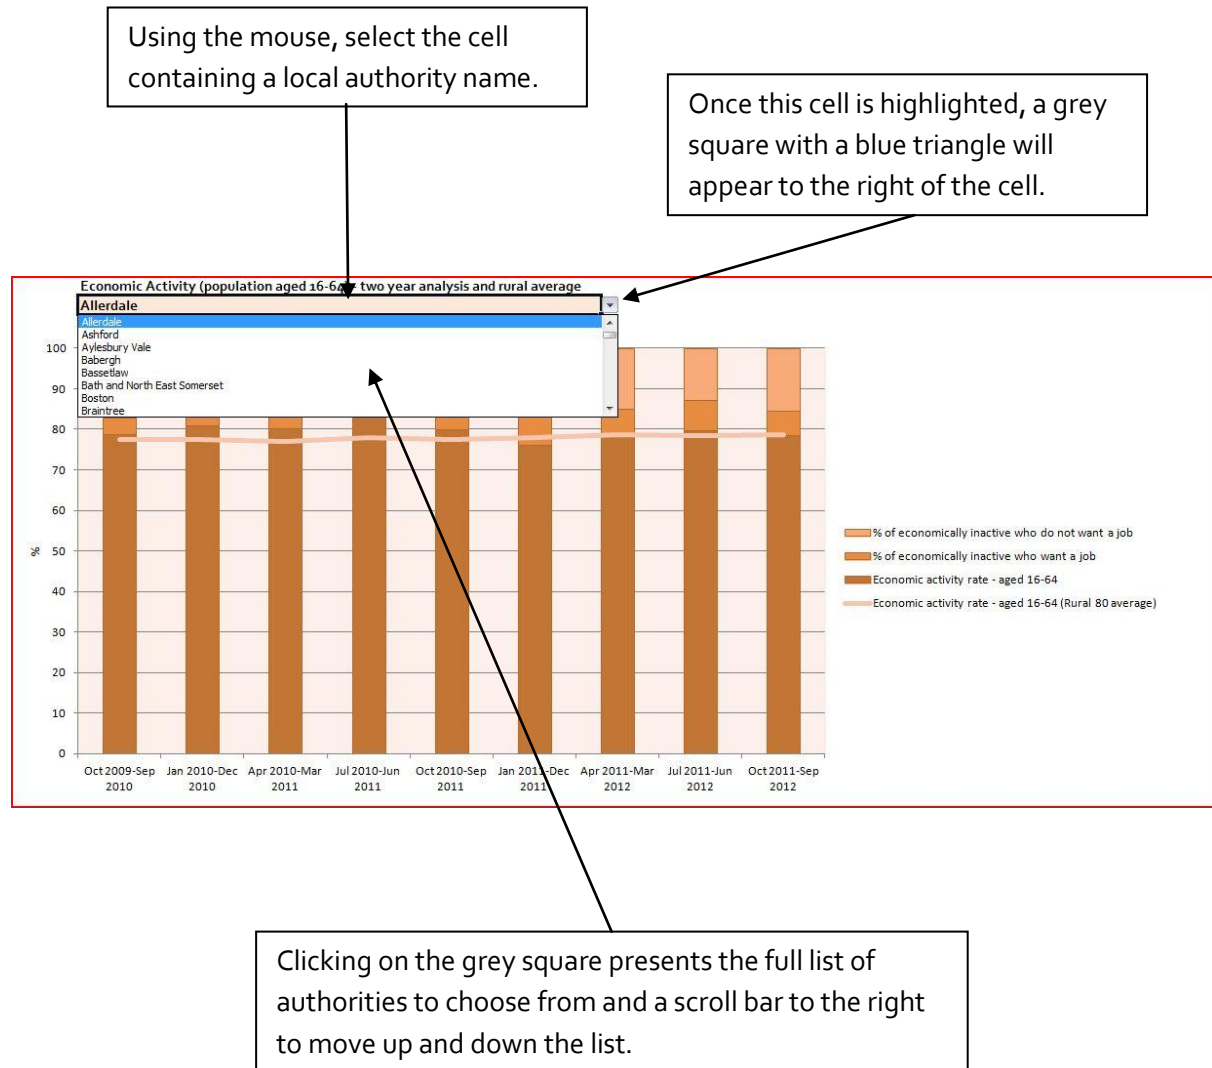 Using the mouse, select the cell
containing a local authority name.
Once this cell is highlighted, a grey
square with a blue triangle will
appear to the right of the cell.
Economic Activity (population aged 16-64 - two year analysis and rural average
Allerdale
Allerdale
Ashford
Aylesbury Vale
Babergh
Bassetlaw
Bath and North East Somerset
Boston
Braintree
100
90
80
70
60
50
40
30
20
10
0
%
Oct 2009-Sep
2010
Jan 2010-Dec
2010
Apr 2010-Mar
2011
Jul 2010-Jun
2011
Oct 2010-Sep
2011
Jan 2011-Dec
2011
Apr 2011-Mar
2012
Jul 2011-Jun
2012
Oct 2011-Sep
2012
% of economically inactive who do not want a job
% of economically inactive who want a job
Economic activity rate - aged 16-64
Economic activity rate - aged 16-64 (Rural 80 average)
Clicking on the grey square presents the full list of
authorities to choose from and a scroll bar to the right
to move up and down the list.